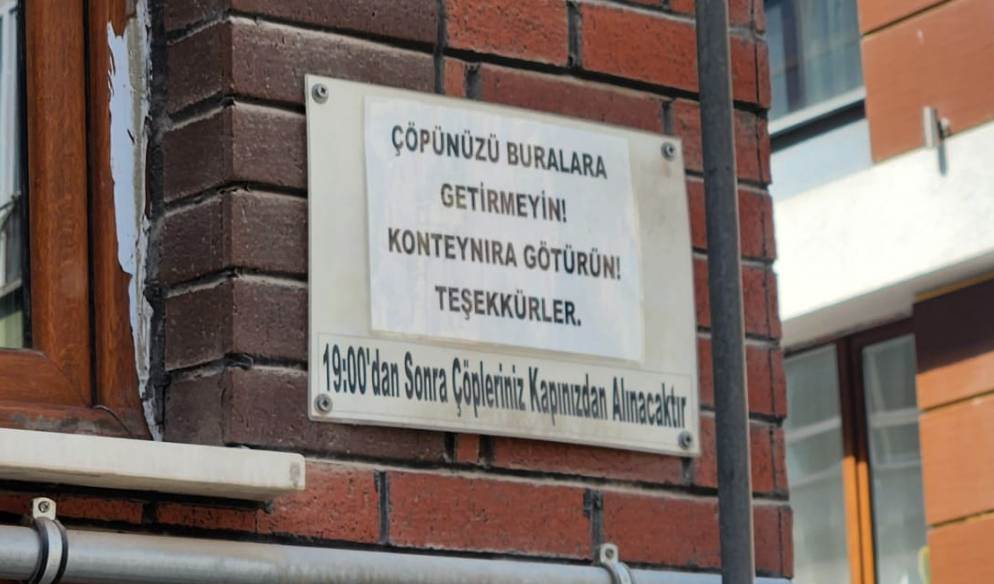 ÇÖPÜNÜZÜ BURALARA
GETİRMEYİN!
KONTEYNIRA GÖTÜRÜN!
TEŞEKKÜRLER.
19:00'dan Sonra Çöpleriniz Kapınızdan Alınacaktır